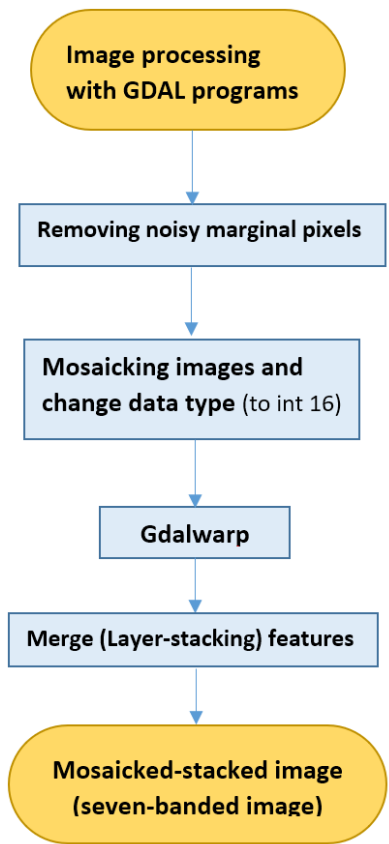 Image processing
with GDAL programs
Removing noisy marginal pixels
Mosaicking images and
change data type (to int 16)
Gdalwarp
Merge (Layer-stacking) features
Mosaicked-stacked image
(seven-banded image)